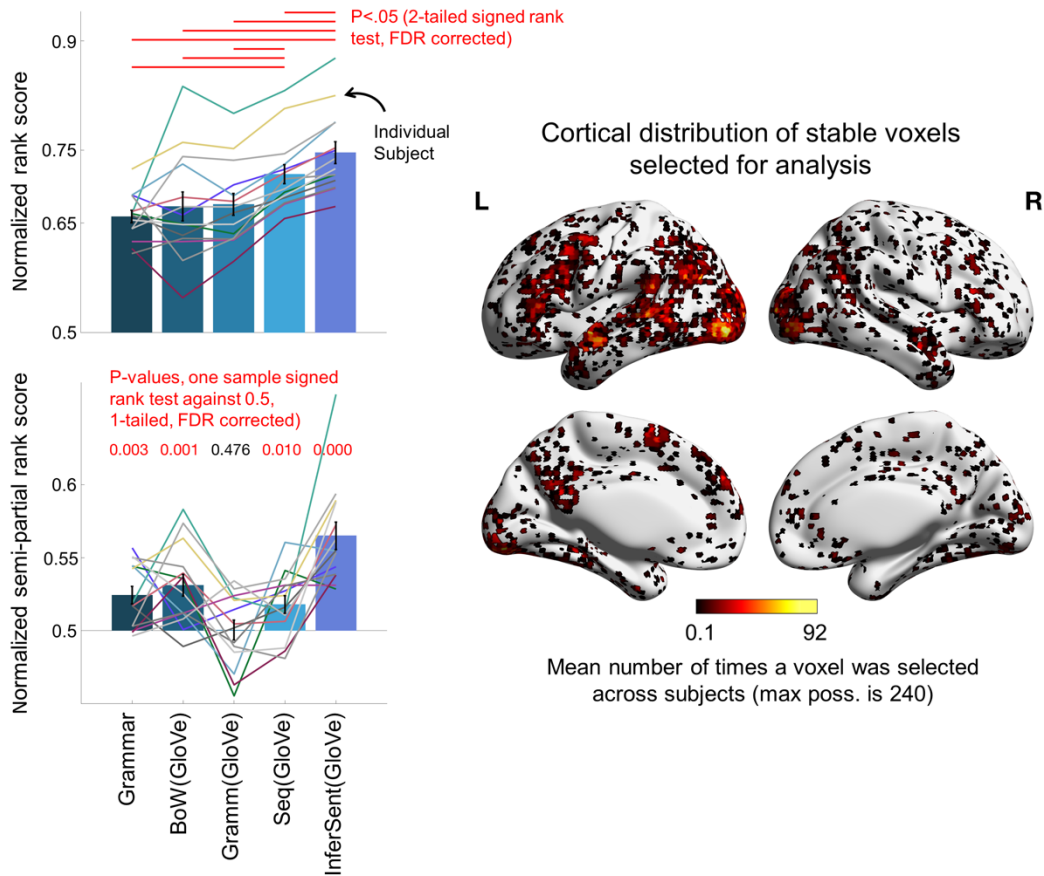 P<.05 (2-tailed signed rank
test, FDR corrected)
Normalized rank score
0.9
0.75
0.65
0.5
Individual
Subject
P-values, one sample signed
rank test against 0.5,
1-tailed, FDR corrected)
0.003 0.001 0.476 0.010 0.000
Normalized semi-partial rank score
0.6
0.55
0.5
Grammar
BoW(GloVe)
Gramm(GloVe)
Seq(GloVe)
InferSent(GloVe)
Cortical distribution of stable voxels
selected for analysis
L R
0.1 92
Mean number of times a voxel was selected
across subjects (max poss. is 240)